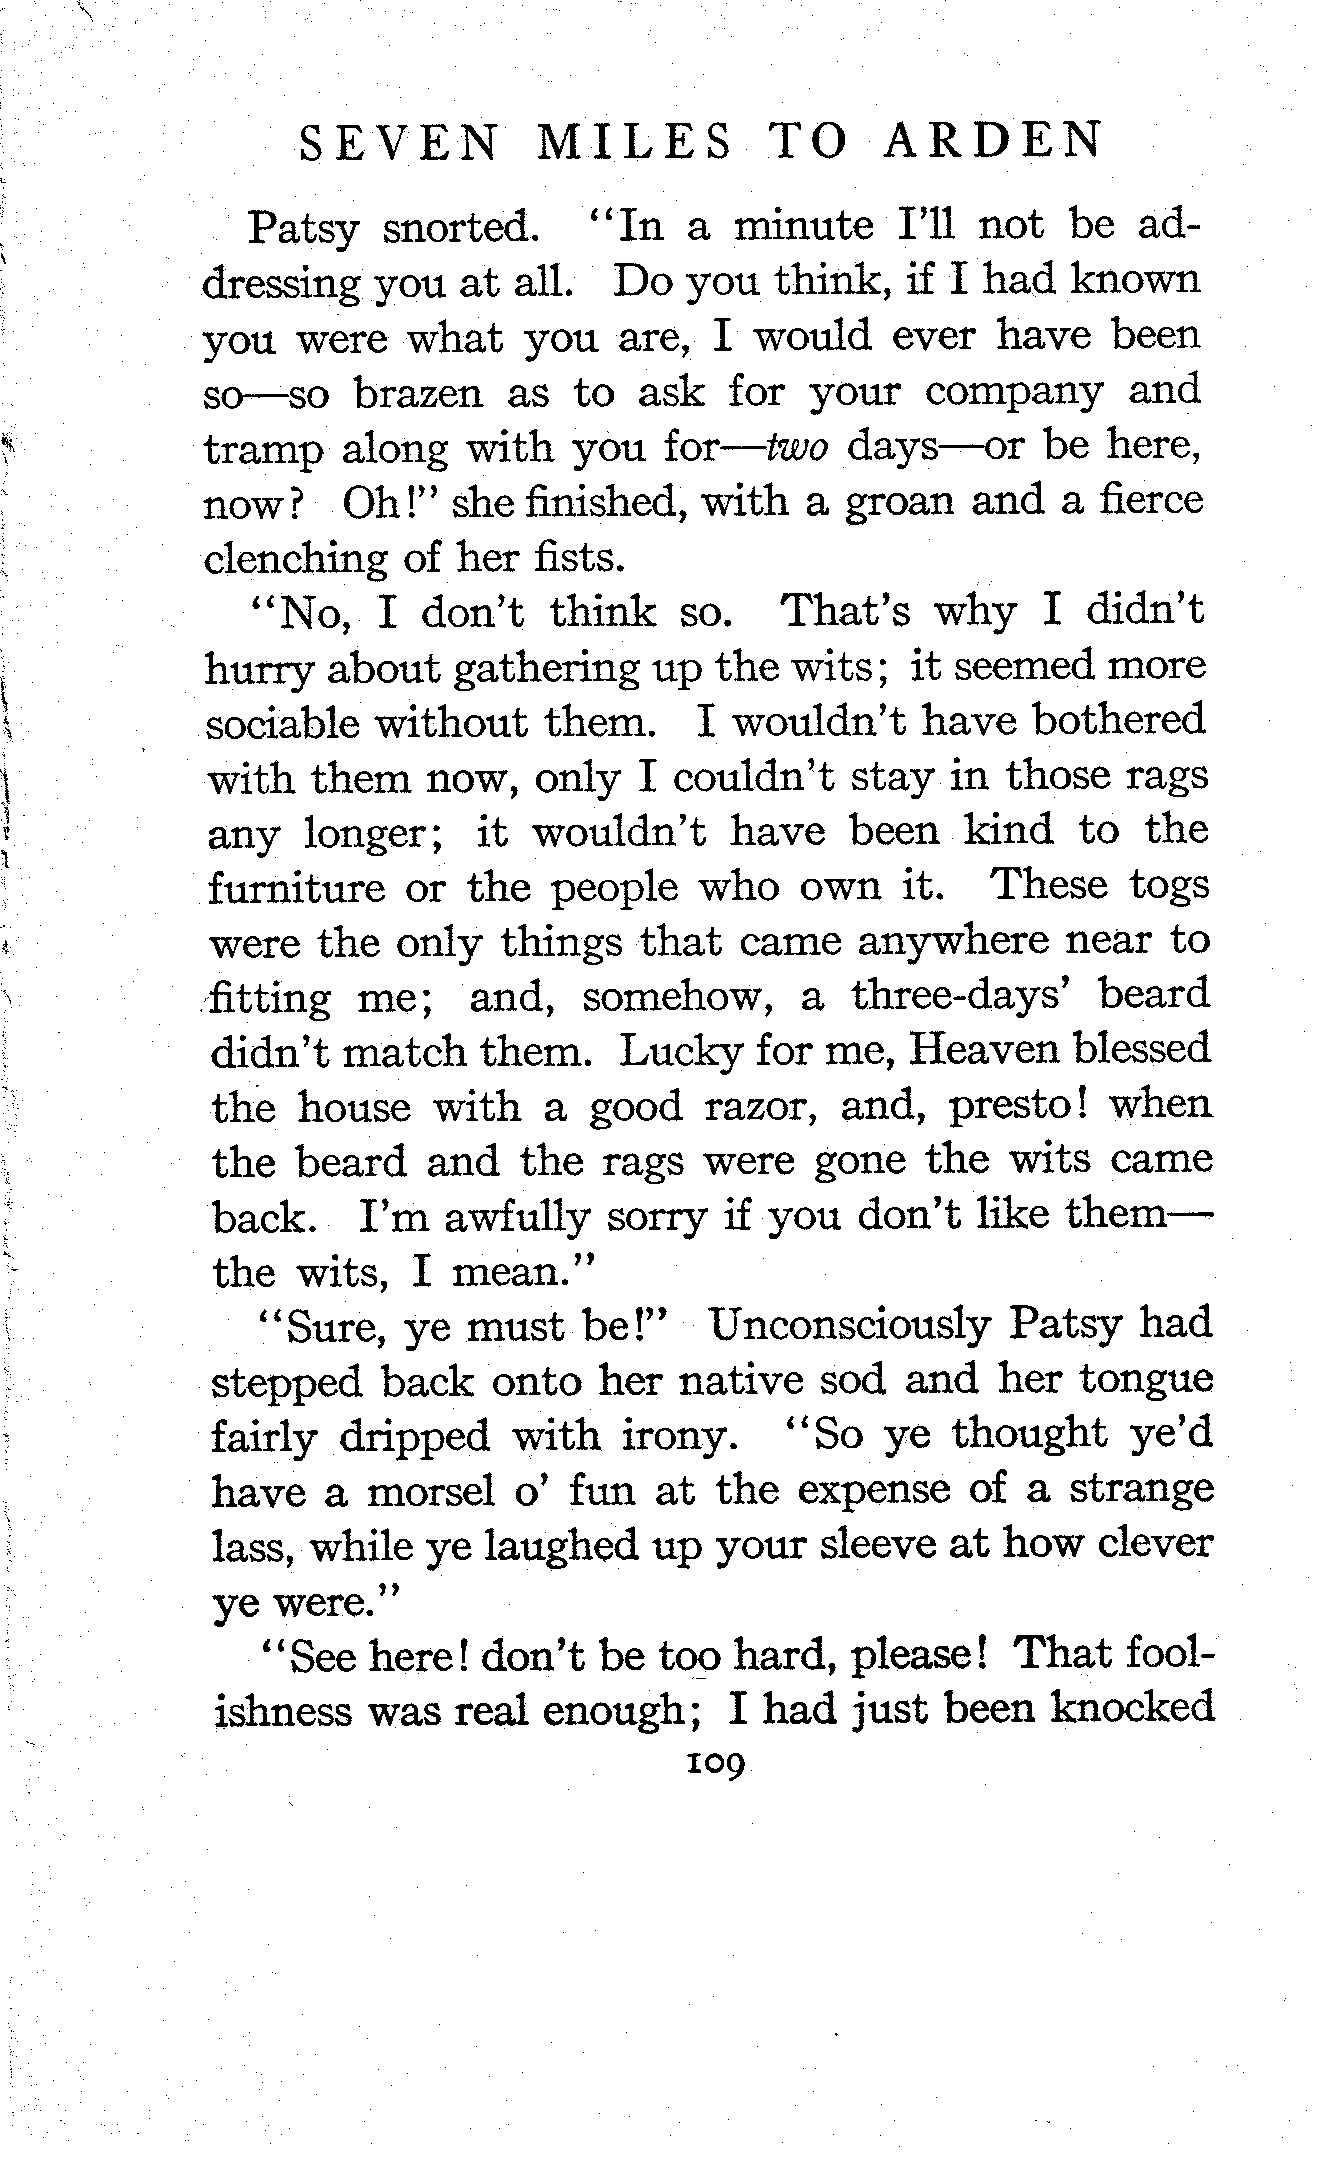 SEVEN MILES TO ARDEN
Patsy snorted. "In a minute I'll not be ad-
dressing you at all. Do you think, if I had known
you were what you are, I would ever have been
so—so brazen as to ask for your company and
tramp along with you for—two days—or be here,
now? Oh!" she finished, with a groan and a fierce
clenching of her fists.
"No, I don't think so. That's why I didn't
hurry about gathering up the wits; it seemed more
sociable without them. I wouldn't have bothered
with them now, only I couldn't stay in those rags
any longer; it wouldn't have been kind to the
furniture or the people who own it. These togs
were the only things that came anywhere near to
fitting me; and, somehow, a three-days' beard
didn't match them. Lucky for me, Heaven blessed
the house with a good razor, and, presto! when
the beard and the rags were gone the wits came
back. I'm awfully sorry if you don't like them—
the wits, I mean."
"Sure, ye must be!" Unconsciously Patsy had
stepped back onto her native sod and her tongue
fairly dripped with irony. "So ye thought ye'd
have a morsel o' fun at the expense of a strange
lass, while ye laughed up your sleeve at how clever
ye were."
"See here! don't be too hard, please! That fool-
ishness was real enough; I had just been knocked
109